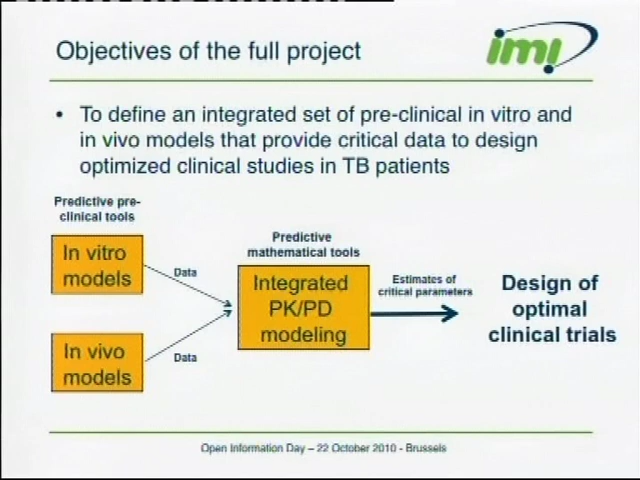 Objectives of the full project
imi
• To define an integrated set of pre-clinical in vitro and
in vivo models that provide critical data to design
optimized clinical studies in TB patients
Predictive pre-
clinical tools
In vitro
models
Data
In vivo
models
Data
Predictive
mathematical tools
Integrated
PK/PD
modeling
Estimates of
critical parameters
Design of
optimal
clinical trials
Open Information Day – 22 October 2010 - Brussels